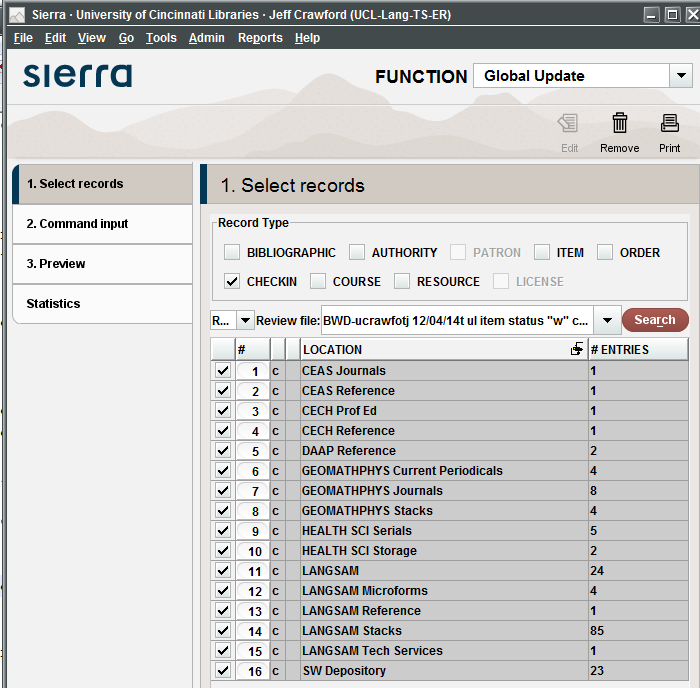 Sierra · University of Cincinnati Libraries · Jeff Crawford (UCL-Lang-TS-ER)
File Edit View Go Tools Admin Reports Help
sierra FUNCTION Global Update
Edit Remove Print
1. Select records
2. Command input
3. Preview
Statistics
1. Select records
Record Type
BIBLIOGRAPHIC AUTHORITY PATRON ITEM ORDER
CHECKIN COURSE RESOURCE LICENSE
R... Review file: BWD-ucrawfotj 12/04/14t ul item status "w" c... Search
# LOCATION # ENTRIES
1 c CEAS Journals 1
2 c CEAS Reference 1
3 c CECH Prof Ed 1
4 c CECH Reference 1
5 c DAAP Reference 2
6 c GEOMATHPHYS Current Periodicals 4
7 c GEOMATHPHYS Journals 8
8 c GEOMATHPHYS Stacks 4
9 c HEALTH SCI Serials 5
10 c HEALTH SCI Storage 2
11 c LANGSAM 24
12 c LANGSAM Microforms 4
13 c LANGSAM Reference 1
14 c LANGSAM Stacks 85
15 c LANGSAM Tech Services 1
16 c SW Depository 23